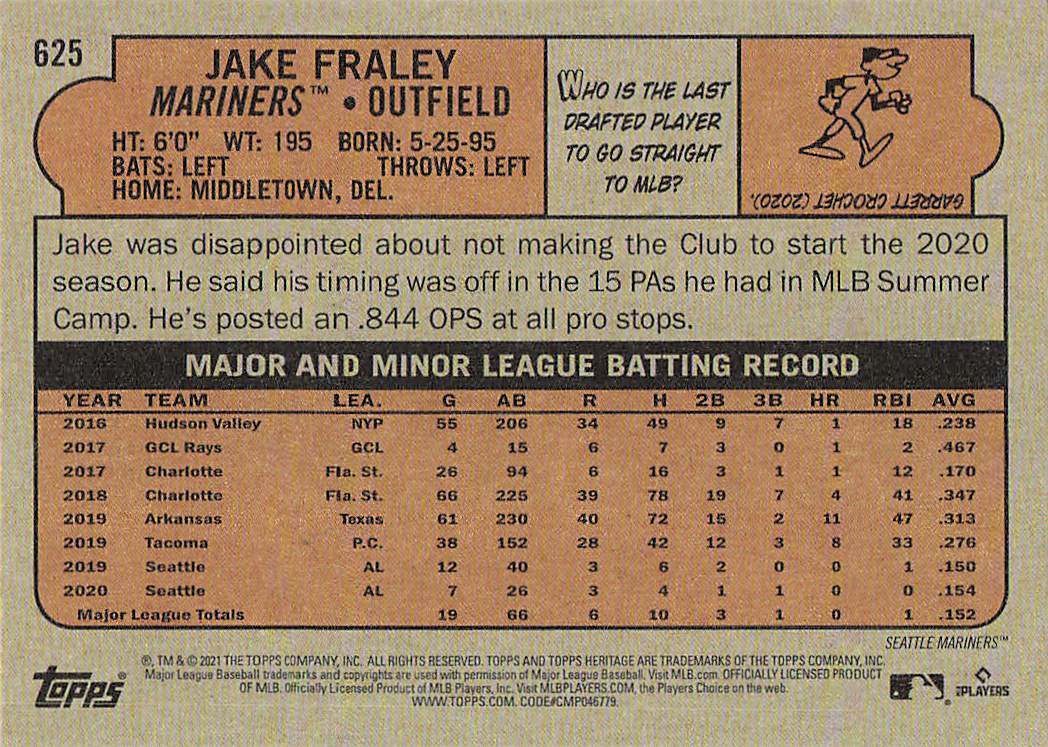 625
JAKE FRALEY
MARINERS™ • OUTFIELD
HT: 6'0" WT: 195 BORN: 5-25-95
BATS: LEFT THROWS: LEFT
HOME: MIDDLETOWN, DEL.
WHO IS THE LAST
DRAFTED PLAYER
TO GO STRAIGHT
TO MLB?
GARRETT CROCHET (2020).
Jake was disappointed about not making the Club to start the 2020
season. He said his timing was off in the 15 PAs he had in MLB Summer
Camp. He's posted an .844 OPS at all pro stops.
MAJOR AND MINOR LEAGUE BATTING RECORD
YEAR TEAM LEA. G AB R H 2B 3B HR RBI AVG
2016 Hudson Valley NYP 55 206 34 49 9 7 1 18 .238
2017 GCL Rays GCL 4 15 6 7 3 0 1 2 .467
2017 Charlotte Fla. St. 26 94 6 16 3 1 1 12 .170
2018 Charlotte Fla. St. 66 225 39 78 19 7 4 41 .347
2019 Arkansas Texas 61 230 40 72 15 2 11 47 .313
2019 Tacoma P.C. 38 152 28 42 12 3 8 33 .276
2019 Seattle AL 12 40 3 6 2 0 0 1 .150
2020 Seattle AL 7 26 3 4 1 1 0 0 .154
Major League Totals 19 66 6 10 3 1 0 1 .152
SEATTLE MARINERS™
®, TM & © 2021 THE TOPPS COMPANY, INC. ALL RIGHTS RESERVED. TOPPS AND TOPPS HERITAGE ARE TRADEMARKS OF THE TOPPS COMPANY, INC.
Major League Baseball trademarks and copyrights are used with permission of Major League Baseball. Visit MLB.com. OFFICIALLY LICENSED PRODUCT
OF MLB. Officially Licensed Product of MLB Players, Inc. Visit MLBPLAYERS.COM, the Players Choice on the web.
WWW.TOPPS.COM. CODE#CMP046779.
topps®
MLBPLAYERS